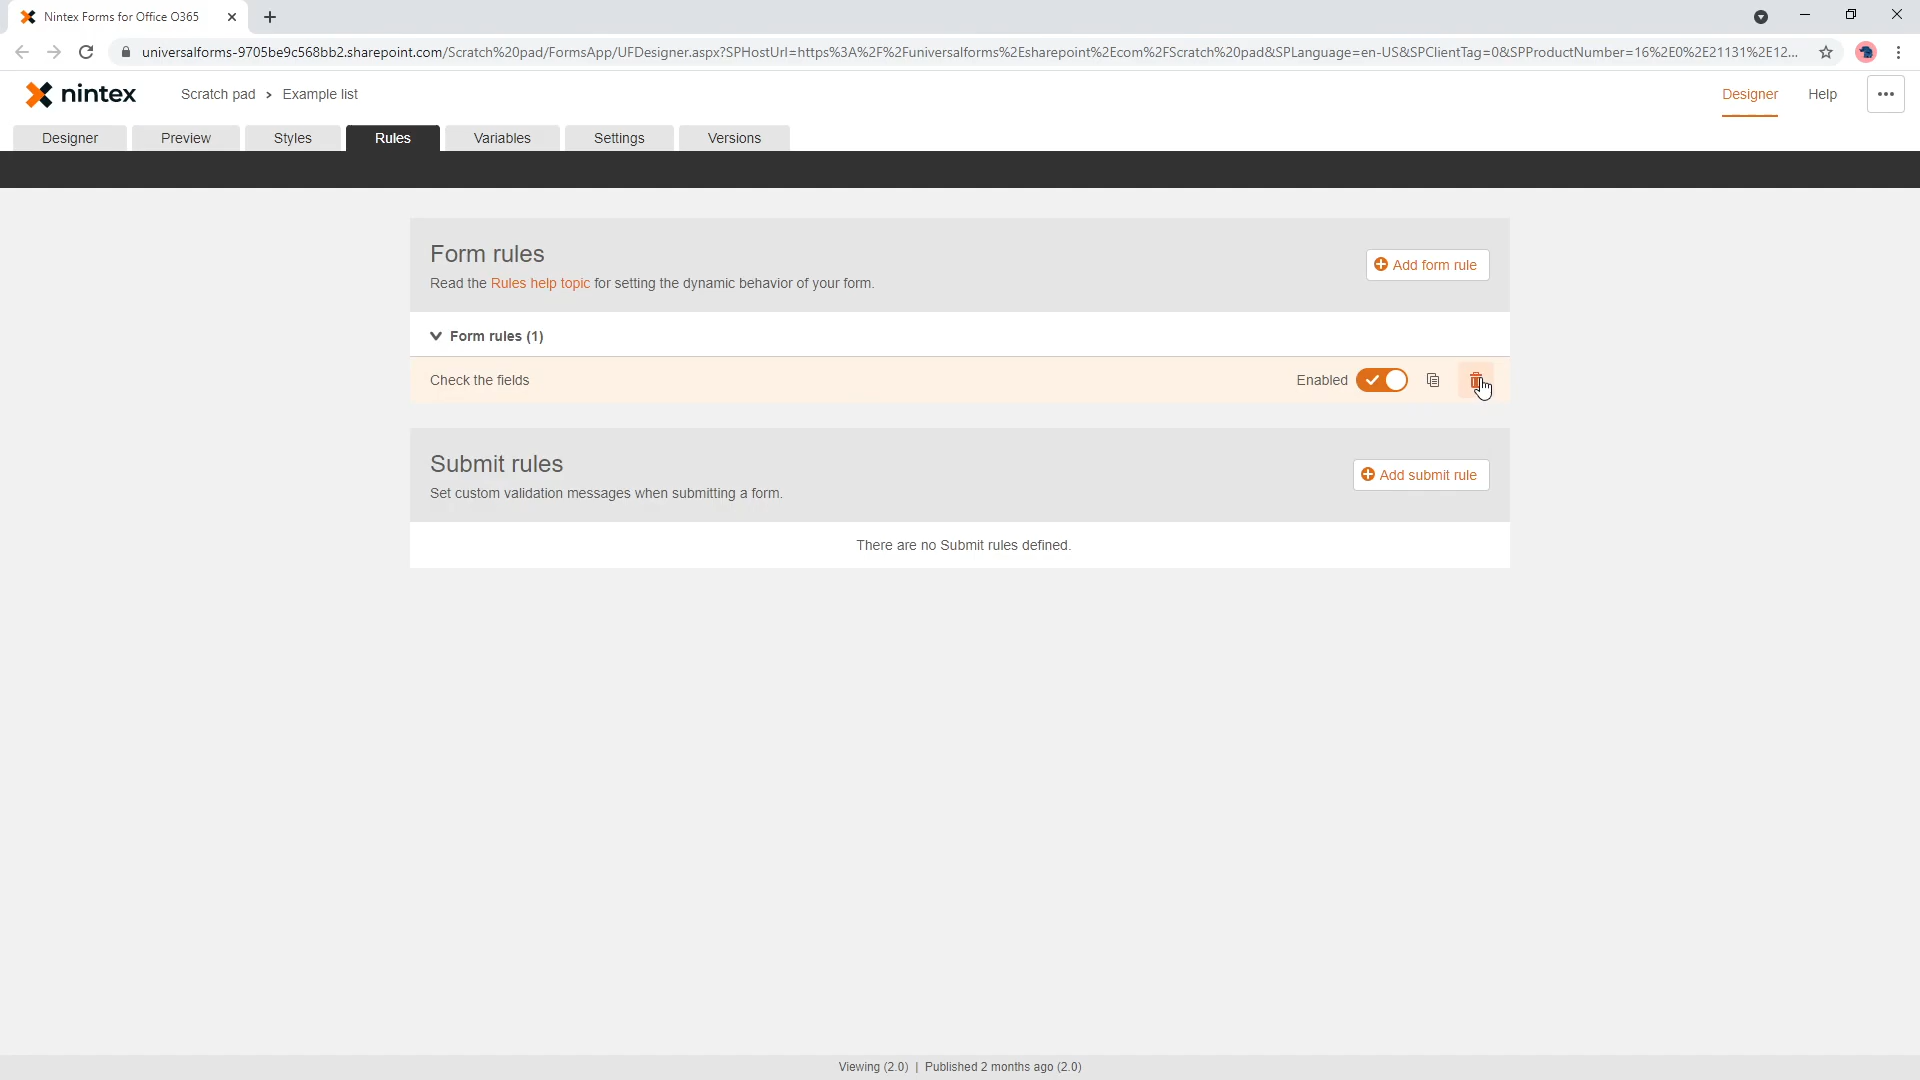 Nintex Forms for Office O365
universalforms-9705be9c568bb2.sharepoint.com/Scratch%20pad/FormsApp/UFDesigner.aspx?SPHostUrl=https%3A%2F%2Funiversalforms%2Esharepoint%2Ecom%2FScratch%20pad&SPLanguage=en-US&SPClientTag=0&SPProductNumber=16%2E0%2E21131%2E12...
nintex Scratch pad > Example list Designer Help
Designer Preview Styles Rules Variables Settings Versions
Form rules
Add form rule
Read the Rules help topic for setting the dynamic behavior of your form.
Form rules (1)
Check the fields Enabled
Submit rules
Add submit rule
Set custom validation messages when submitting a form.
There are no Submit rules defined.
Viewing (2.0) | Published 2 months ago (2.0)